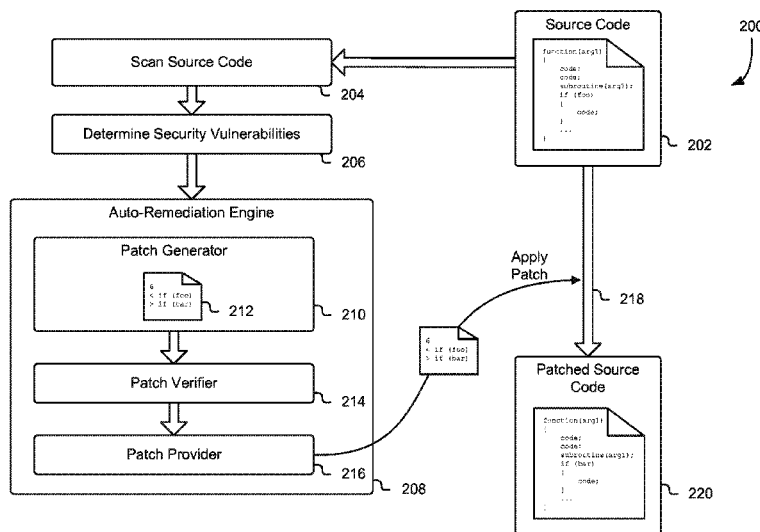 200
Source Code
function(arg1)
{
code;
code;
subroutine(arg1);
if (foo)
{
code;
}
...
}
202
Scan Source Code
204
Determine Security Vulnerabilities
206
Auto-Remediation Engine
Patch Generator
6
< if (foo)
> if (bar)
212
210
Patch Verifier
214
Patch Provider
216
208
6
< if (foo)
> if (bar)
Apply
Patch
218
Patched Source
Code
function(arg1)
{
code;
code;
subroutine(arg1);
if (bar)
{
code;
}
...
}
220